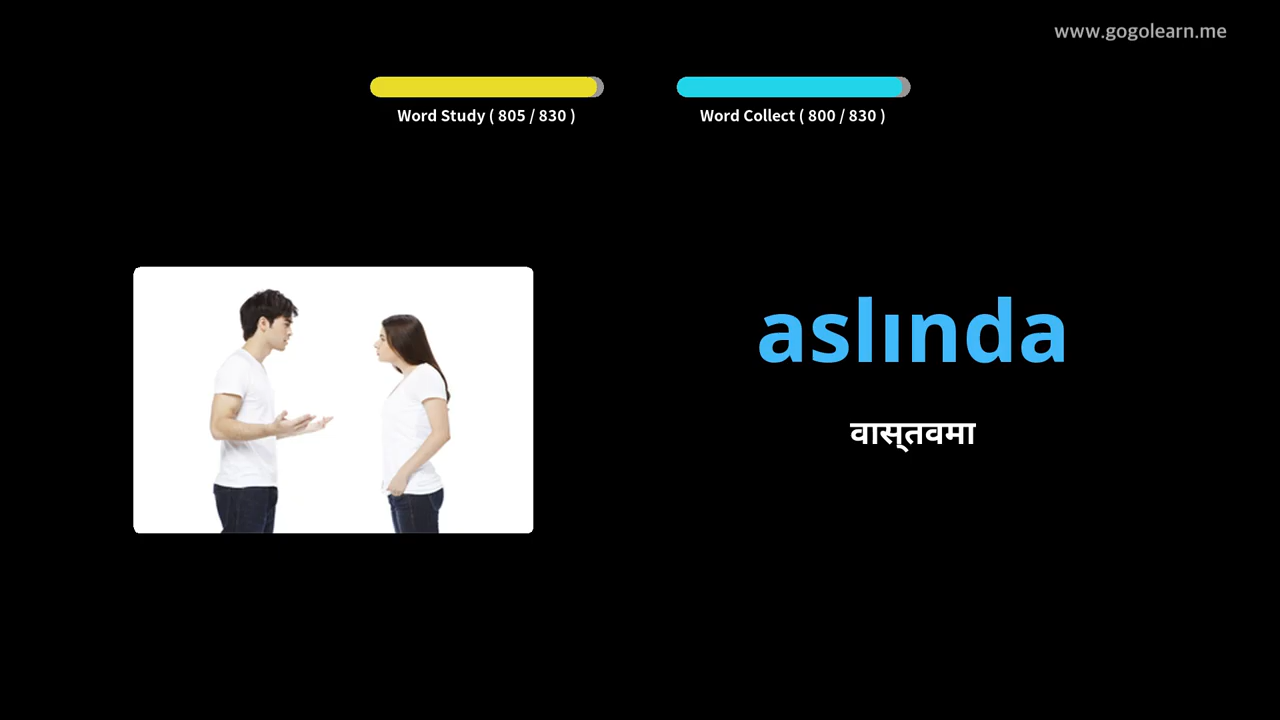 www.gogolearn.me
Word Study ( 805 / 830 )
Word Collect ( 800 / 830 )
aslında
वास्तवमा